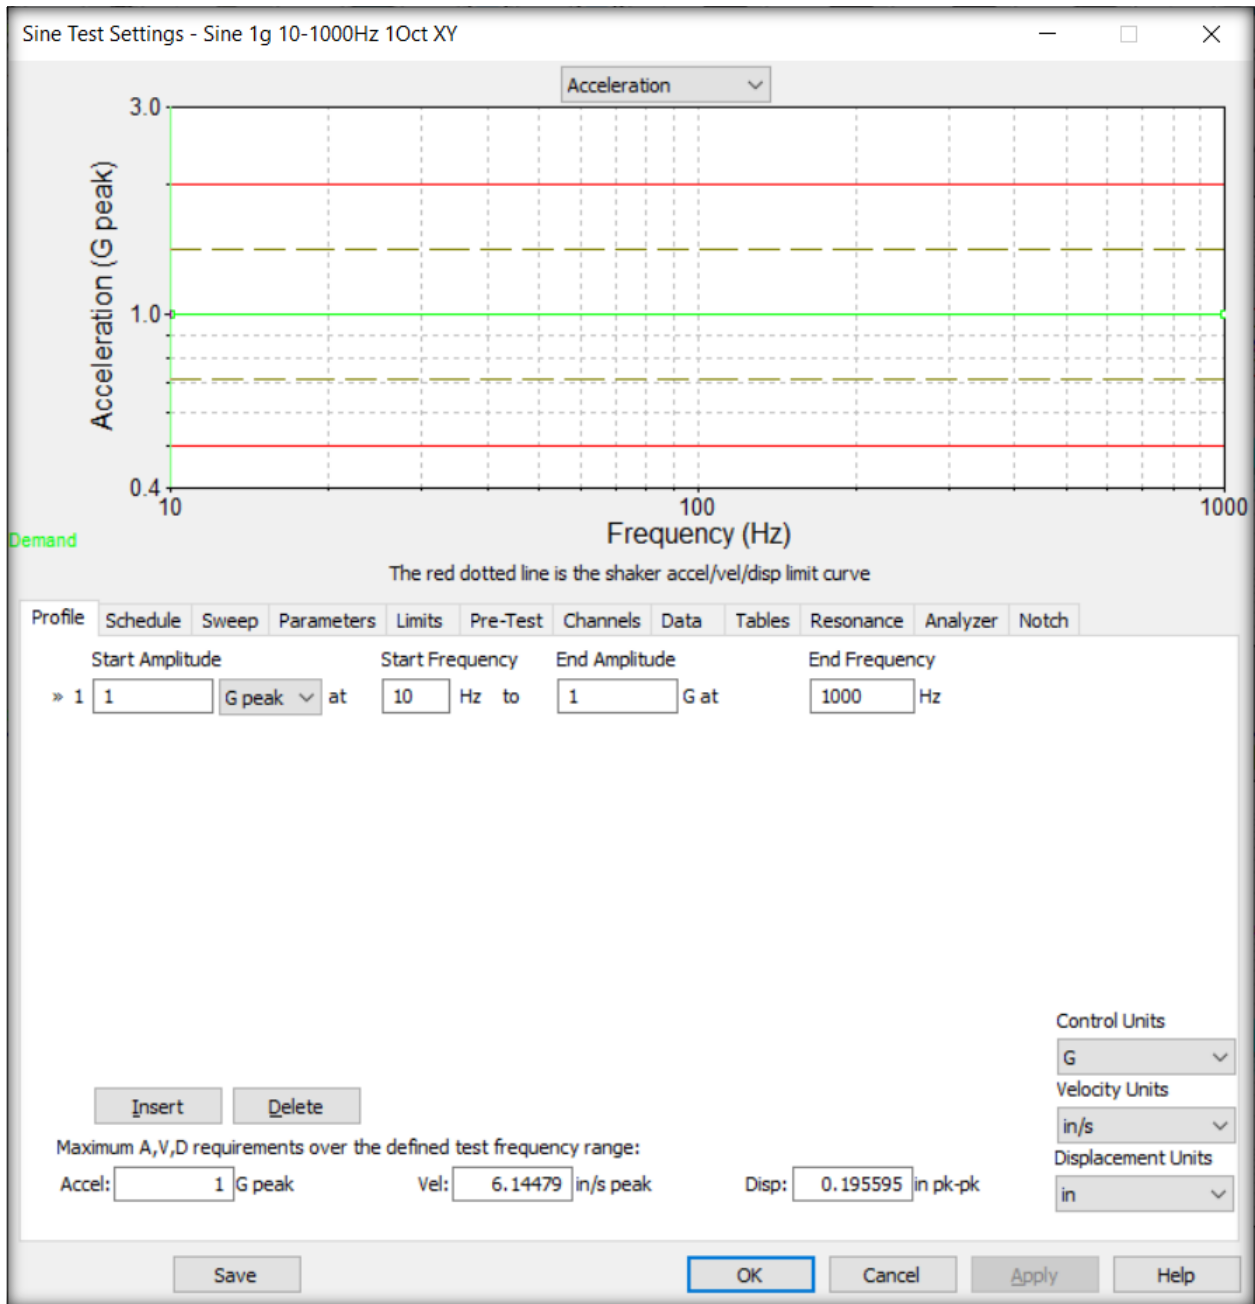 Sine Test Settings - Sine 1g 10-1000Hz 1Oct XY
Acceleration
3.0
Acceleration (G peak)
1.0
0.4
10 100 1000
Frequency (Hz)
Demand
The red dotted line is the shaker accel/vel/disp limit curve
Profile Schedule Sweep Parameters Limits Pre-Test Channels Data Tables Resonance Analyzer Notch
Start Amplitude Start Frequency End Amplitude End Frequency
» 1 1 G peak at 10 Hz to 1 G at 1000 Hz
Control Units
G
Insert Delete
Velocity Units
in/s
Maximum A,V,D requirements over the defined test frequency range:
Displacement Units
Accel: 1 G peak Vel: 6.14479 in/s peak Disp: 0.195595 in pk-pk
in
Save OK Cancel Apply Help